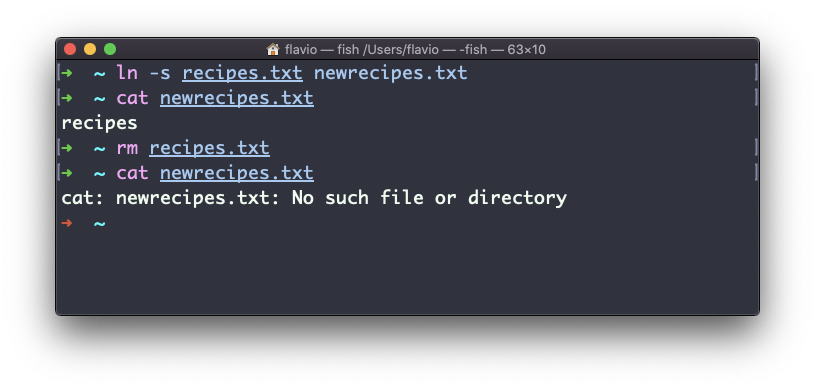 flavio — fish /Users/flavio — -fish — 63×10
➜ ~ ln -s recipes.txt newrecipes.txt
➜ ~ cat newrecipes.txt
recipes
➜ ~ rm recipes.txt
➜ ~ cat newrecipes.txt
cat: newrecipes.txt: No such file or directory
➜ ~